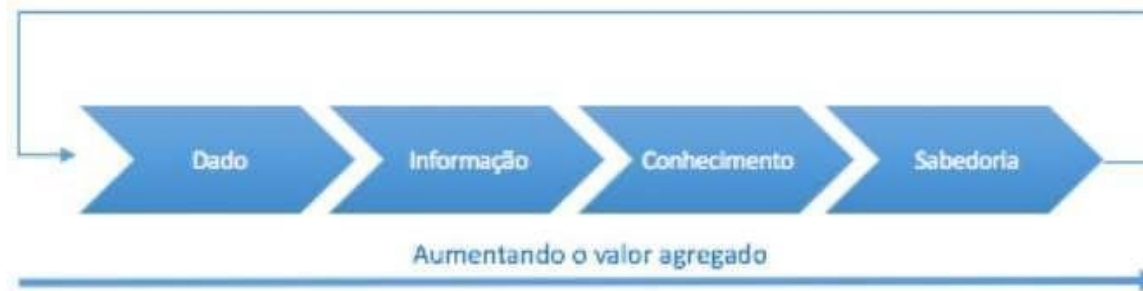 Dado Informação Conhecimento Sabedoria
Aumentando o valor agregado